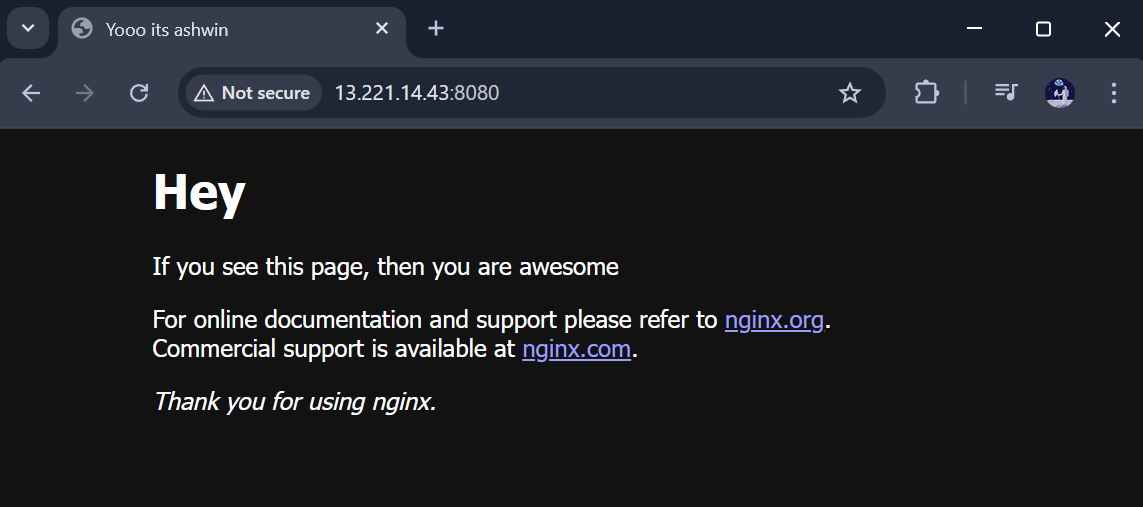 Yooo its ashwin
Not secure 13.221.14.43:8080
Hey
If you see this page, then you are awesome
For online documentation and support please refer to nginx.org.
Commercial support is available at nginx.com.
Thank you for using nginx.